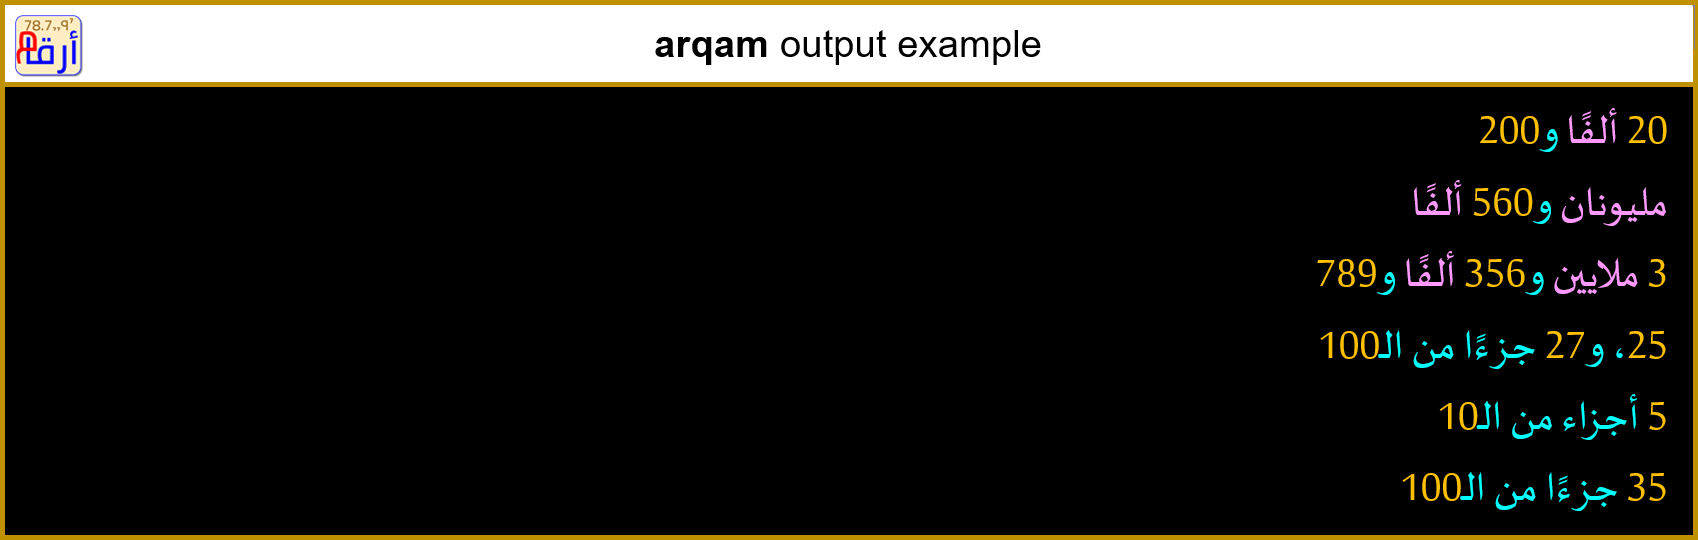 78.7,,٩’
أرقام
arqam output example
20 ألفًا و200
مليونان و560 ألفًا
3 ملايين و356 ألفًا و789
25، و27 جزءًا من الـ100
5 أجزاء من الـ10
35 جزءًا من الـ100